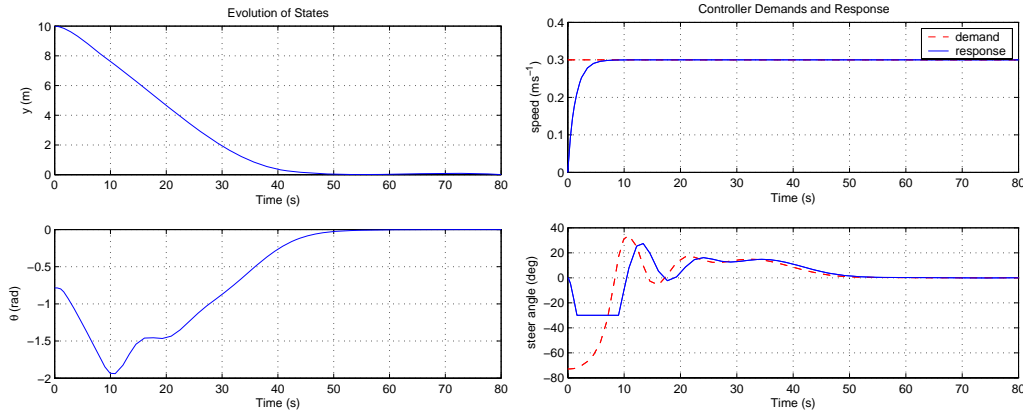 Evolution of States
10
8
6
4
2
0
y (m)
0 10 20 30 40 50 60 70 80
Time (s)
0
−0.5
−1
−1.5
−2
θ (rad)
0 10 20 30 40 50 60 70 80
Time (s)
Controller Demands and Response
0.4
0.3
0.2
0.1
0
speed (ms⁻¹)
demand
response
0 10 20 30 40 50 60 70 80
Time (s)
40
20
0
−20
−40
−60
−80
steer angle (deg)
0 10 20 30 40 50 60 70 80
Time (s)